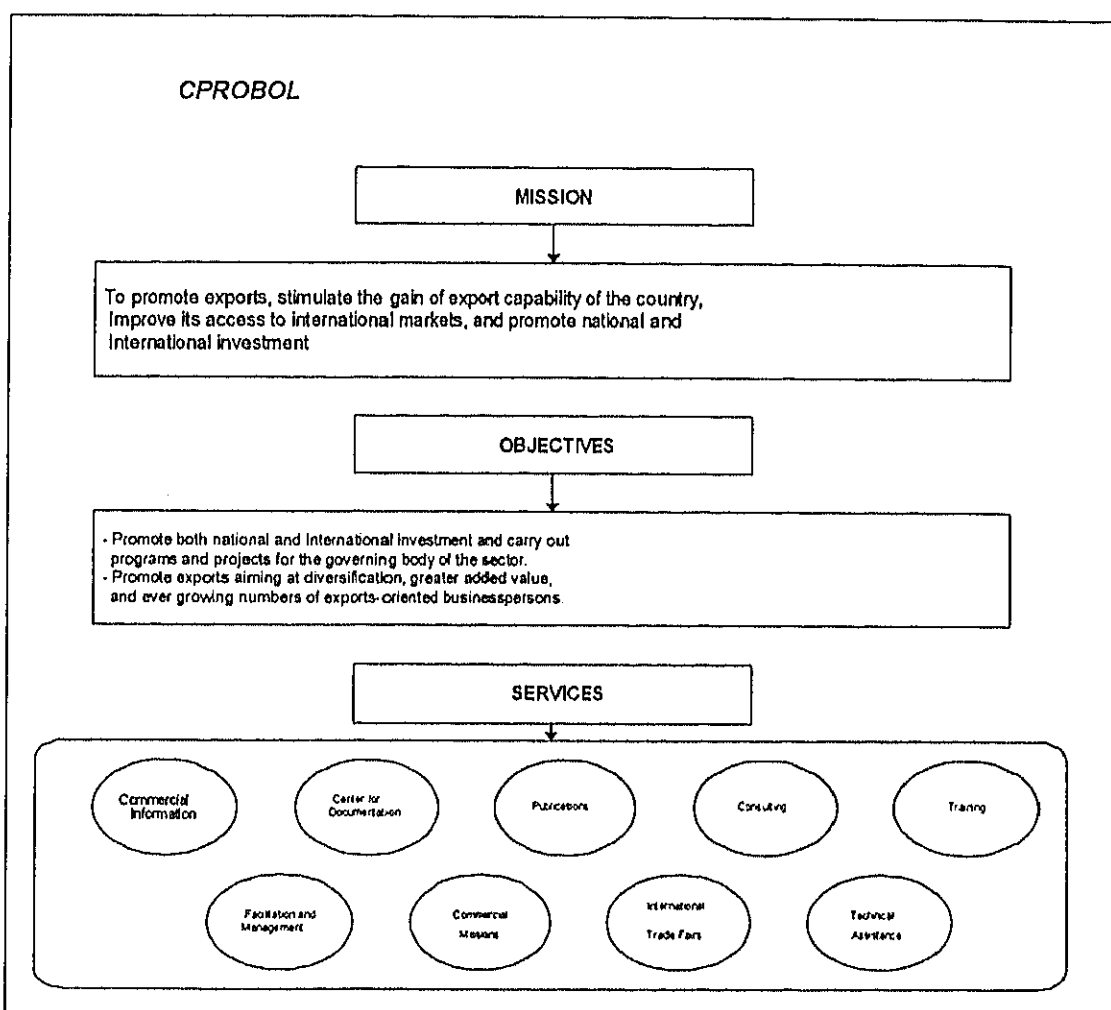 CPROBOL
MISSION
To promote exports, stimulate the gain of export capability of the country,
Improve its access to international markets, and promote national and
International investment
OBJECTIVES
- Promote both national and International investment and carry out
programs and projects for the governing body of the sector.
- Promote exports aiming at diversification, greater added value,
and ever growing numbers of exports-oriented businesspersons.
SERVICES
Commercial
Information
Center for
Documentation
Publications
Consulting
Training
Facilitation and
Management
Commercial
Missions
International
Trade Fairs
Technical
Assistance